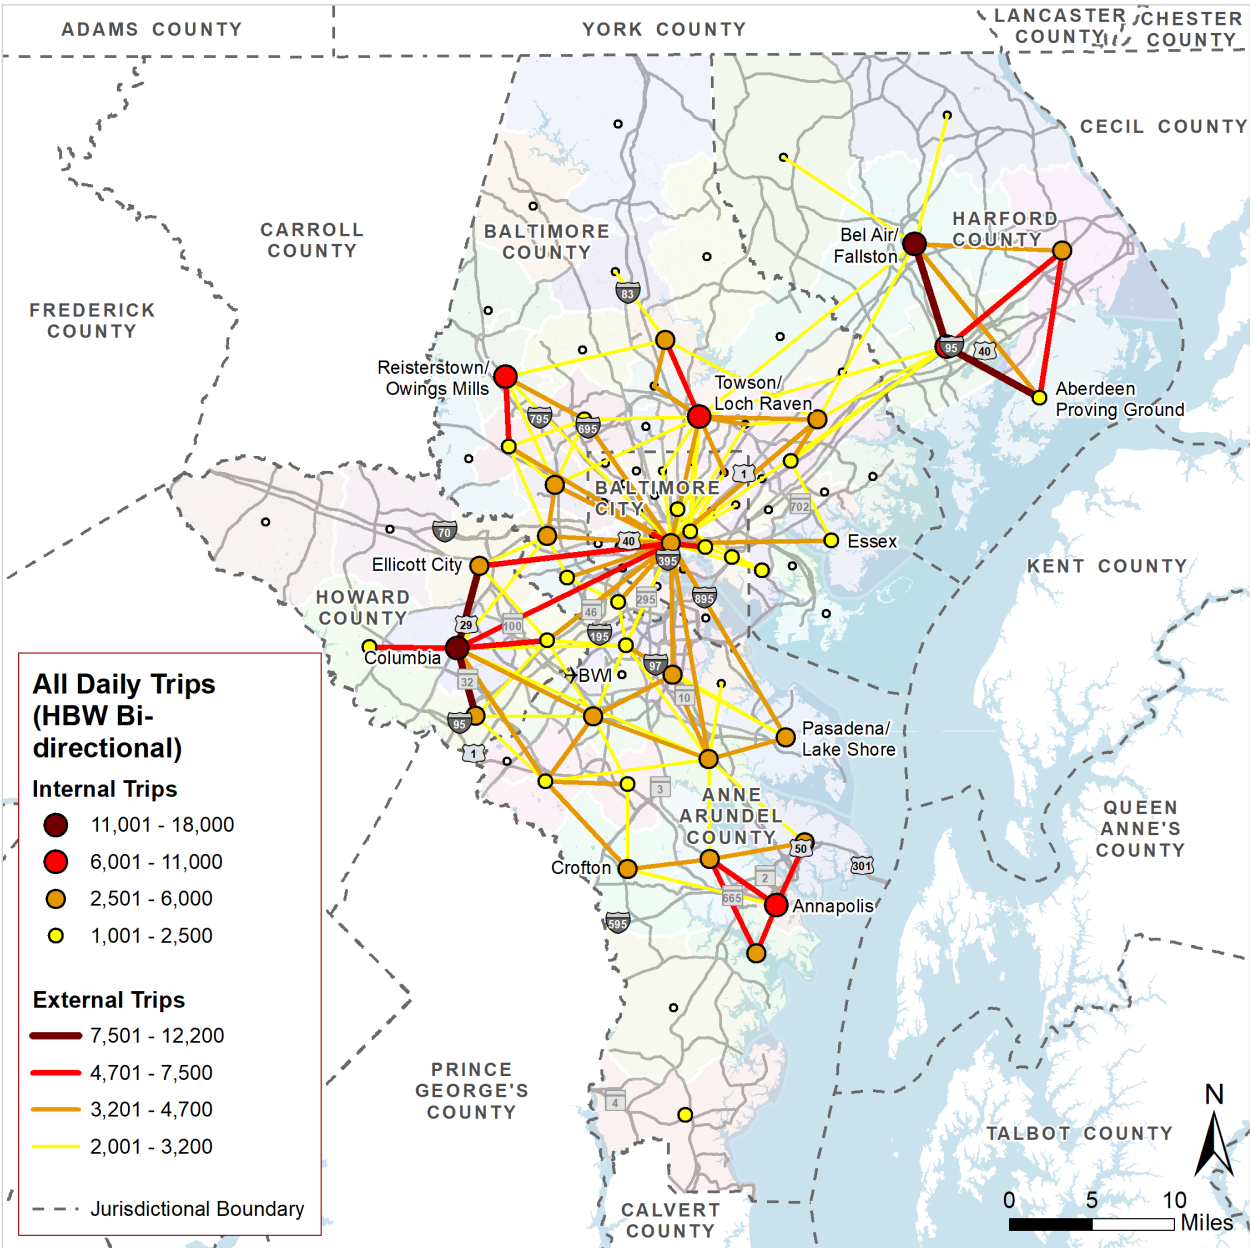 ADAMS COUNTY
YORK COUNTY
LANCASTER
COUNTY
CHESTER
COUNTY
CECIL COUNTY
CARROLL
COUNTY
BALTIMORE
COUNTY
HARFORD
COUNTY
Bel Air/
Fallston
FREDERICK
COUNTY
83
95
40
Reisterstown/
Owings Mills
Towson/
Loch Raven
Aberdeen
Proving Ground
795
695
1
BALTIMORE
CITY
702
70
40
395
Essex
Ellicott City
KENT COUNTY
HOWARD
COUNTY
29
100
46
295
895
195
Columbia
97
BWI
32
10
95
1
Pasadena/
Lake Shore
3
ANNE
ARUNDEL
COUNTY
QUEEN
ANNE'S
COUNTY
50
301
Crofton
2
665
Annapolis
595
PRINCE
GEORGE'S
COUNTY
4
TALBOT COUNTY
CALVERT
COUNTY
All Daily Trips
(HBW Bi-
directional)
Internal Trips
11,001 - 18,000
6,001 - 11,000
2,501 - 6,000
1,001 - 2,500
External Trips
7,501 - 12,200
4,701 - 7,500
3,201 - 4,700
2,001 - 3,200
Jurisdictional Boundary
N
0 5 10
Miles